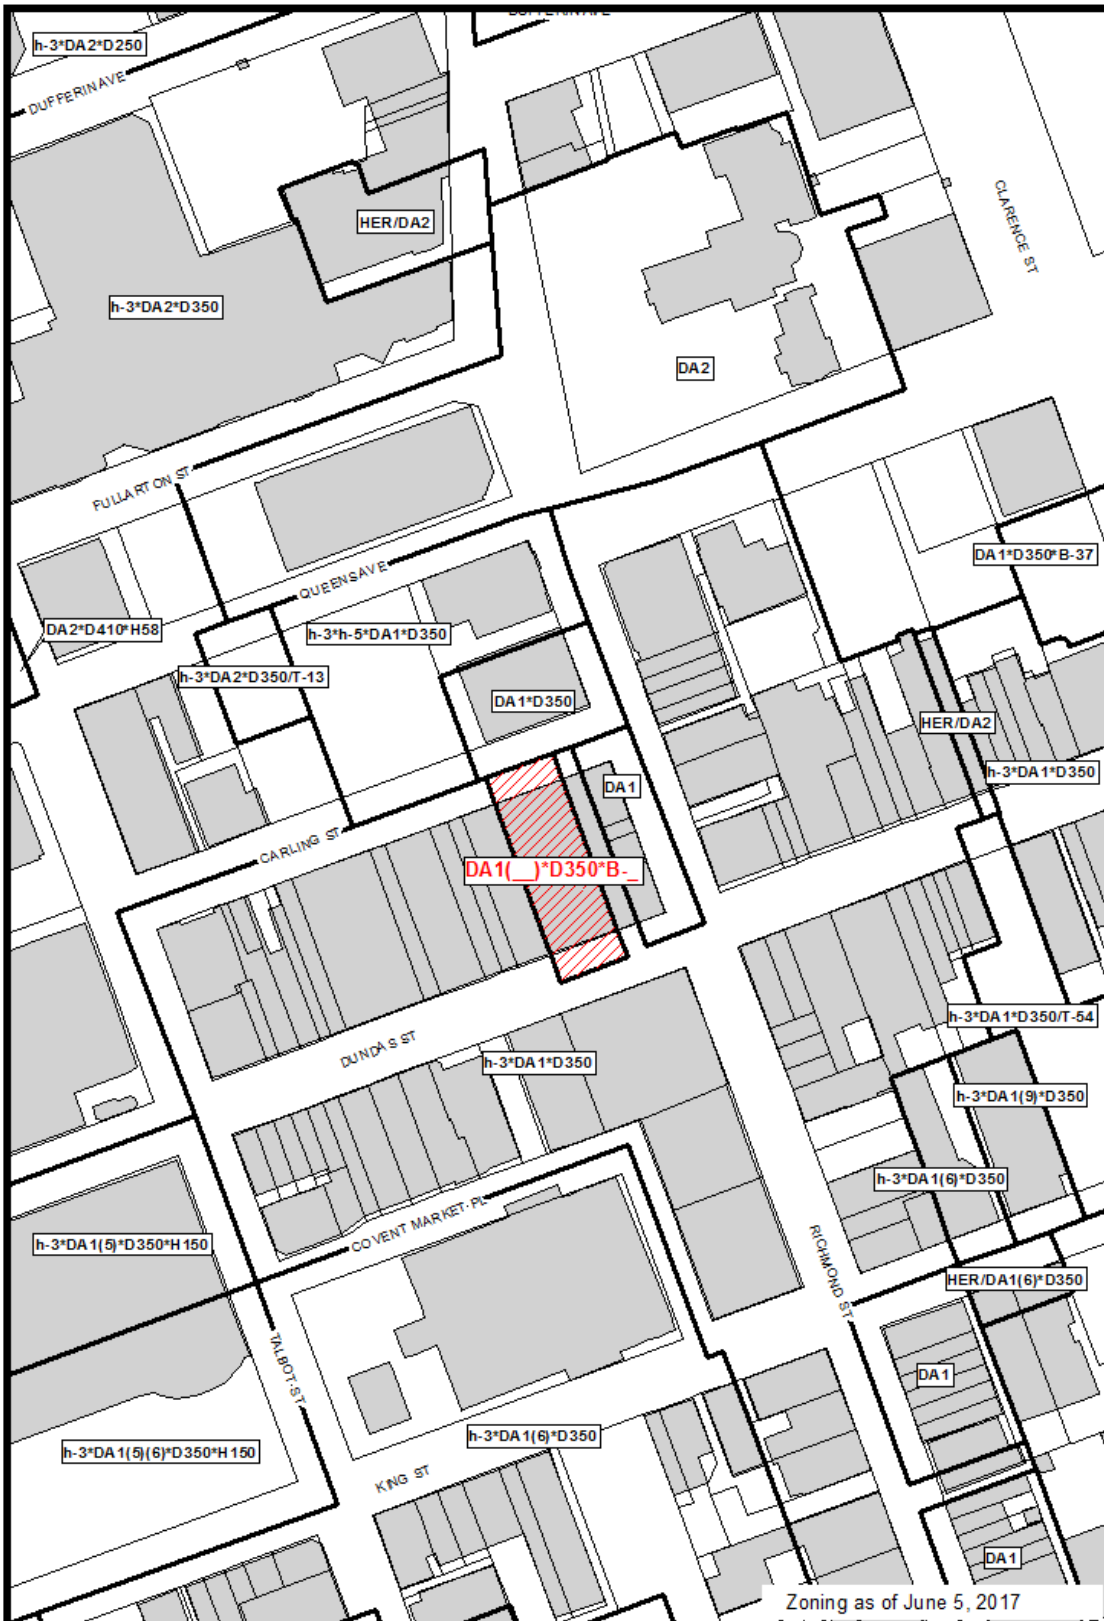 h-3*DA2*D250
DUFFERIN AVE
DUFFERIN AVE
CLARENCE ST
HER/DA2
h-3*DA2*D350
DA2
FULLARTON ST
DA1*D350*B-37
QUEENS AVE
DA2*D410*H58
h-3*h-5*DA1*D350
h-3*DA2*D350/T-13
DA1*D350
HER/DA2
h-3*DA1*D350
DA1
CARLING ST
DA1(__)*D350*B-_
h-3*DA1*D350/T-54
DUNDAS ST
h-3*DA1*D350
h-3*DA1(9)*D350
h-3*DA1(6)*D350
COVENT MARKET PL
h-3*DA1(5)*D350*H150
RICHMOND ST
HER/DA1(6)*D350
TALBOT ST
DA1
h-3*DA1(6)*D350
h-3*DA1(5)(6)*D350*H150
KING ST
DA1
Zoning as of June 5, 2017